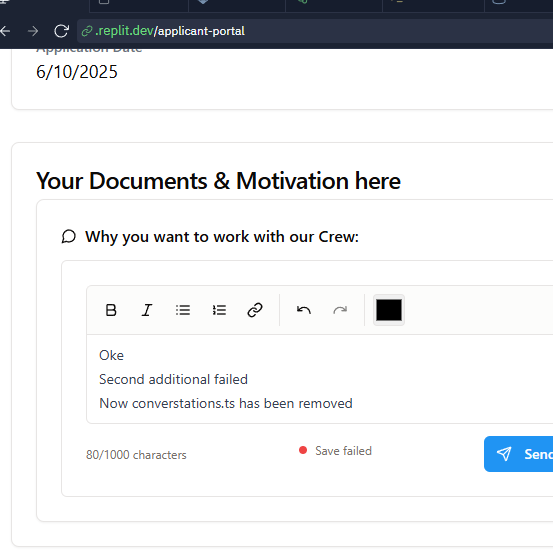 .replit.dev/applicant-portal
Application Date
6/10/2025
Your Documents & Motivation here
Why you want to work with our Crew:
B I
Oke
Second additional failed
Now converstations.ts has been removed
80/1000 characters
Save failed
Send